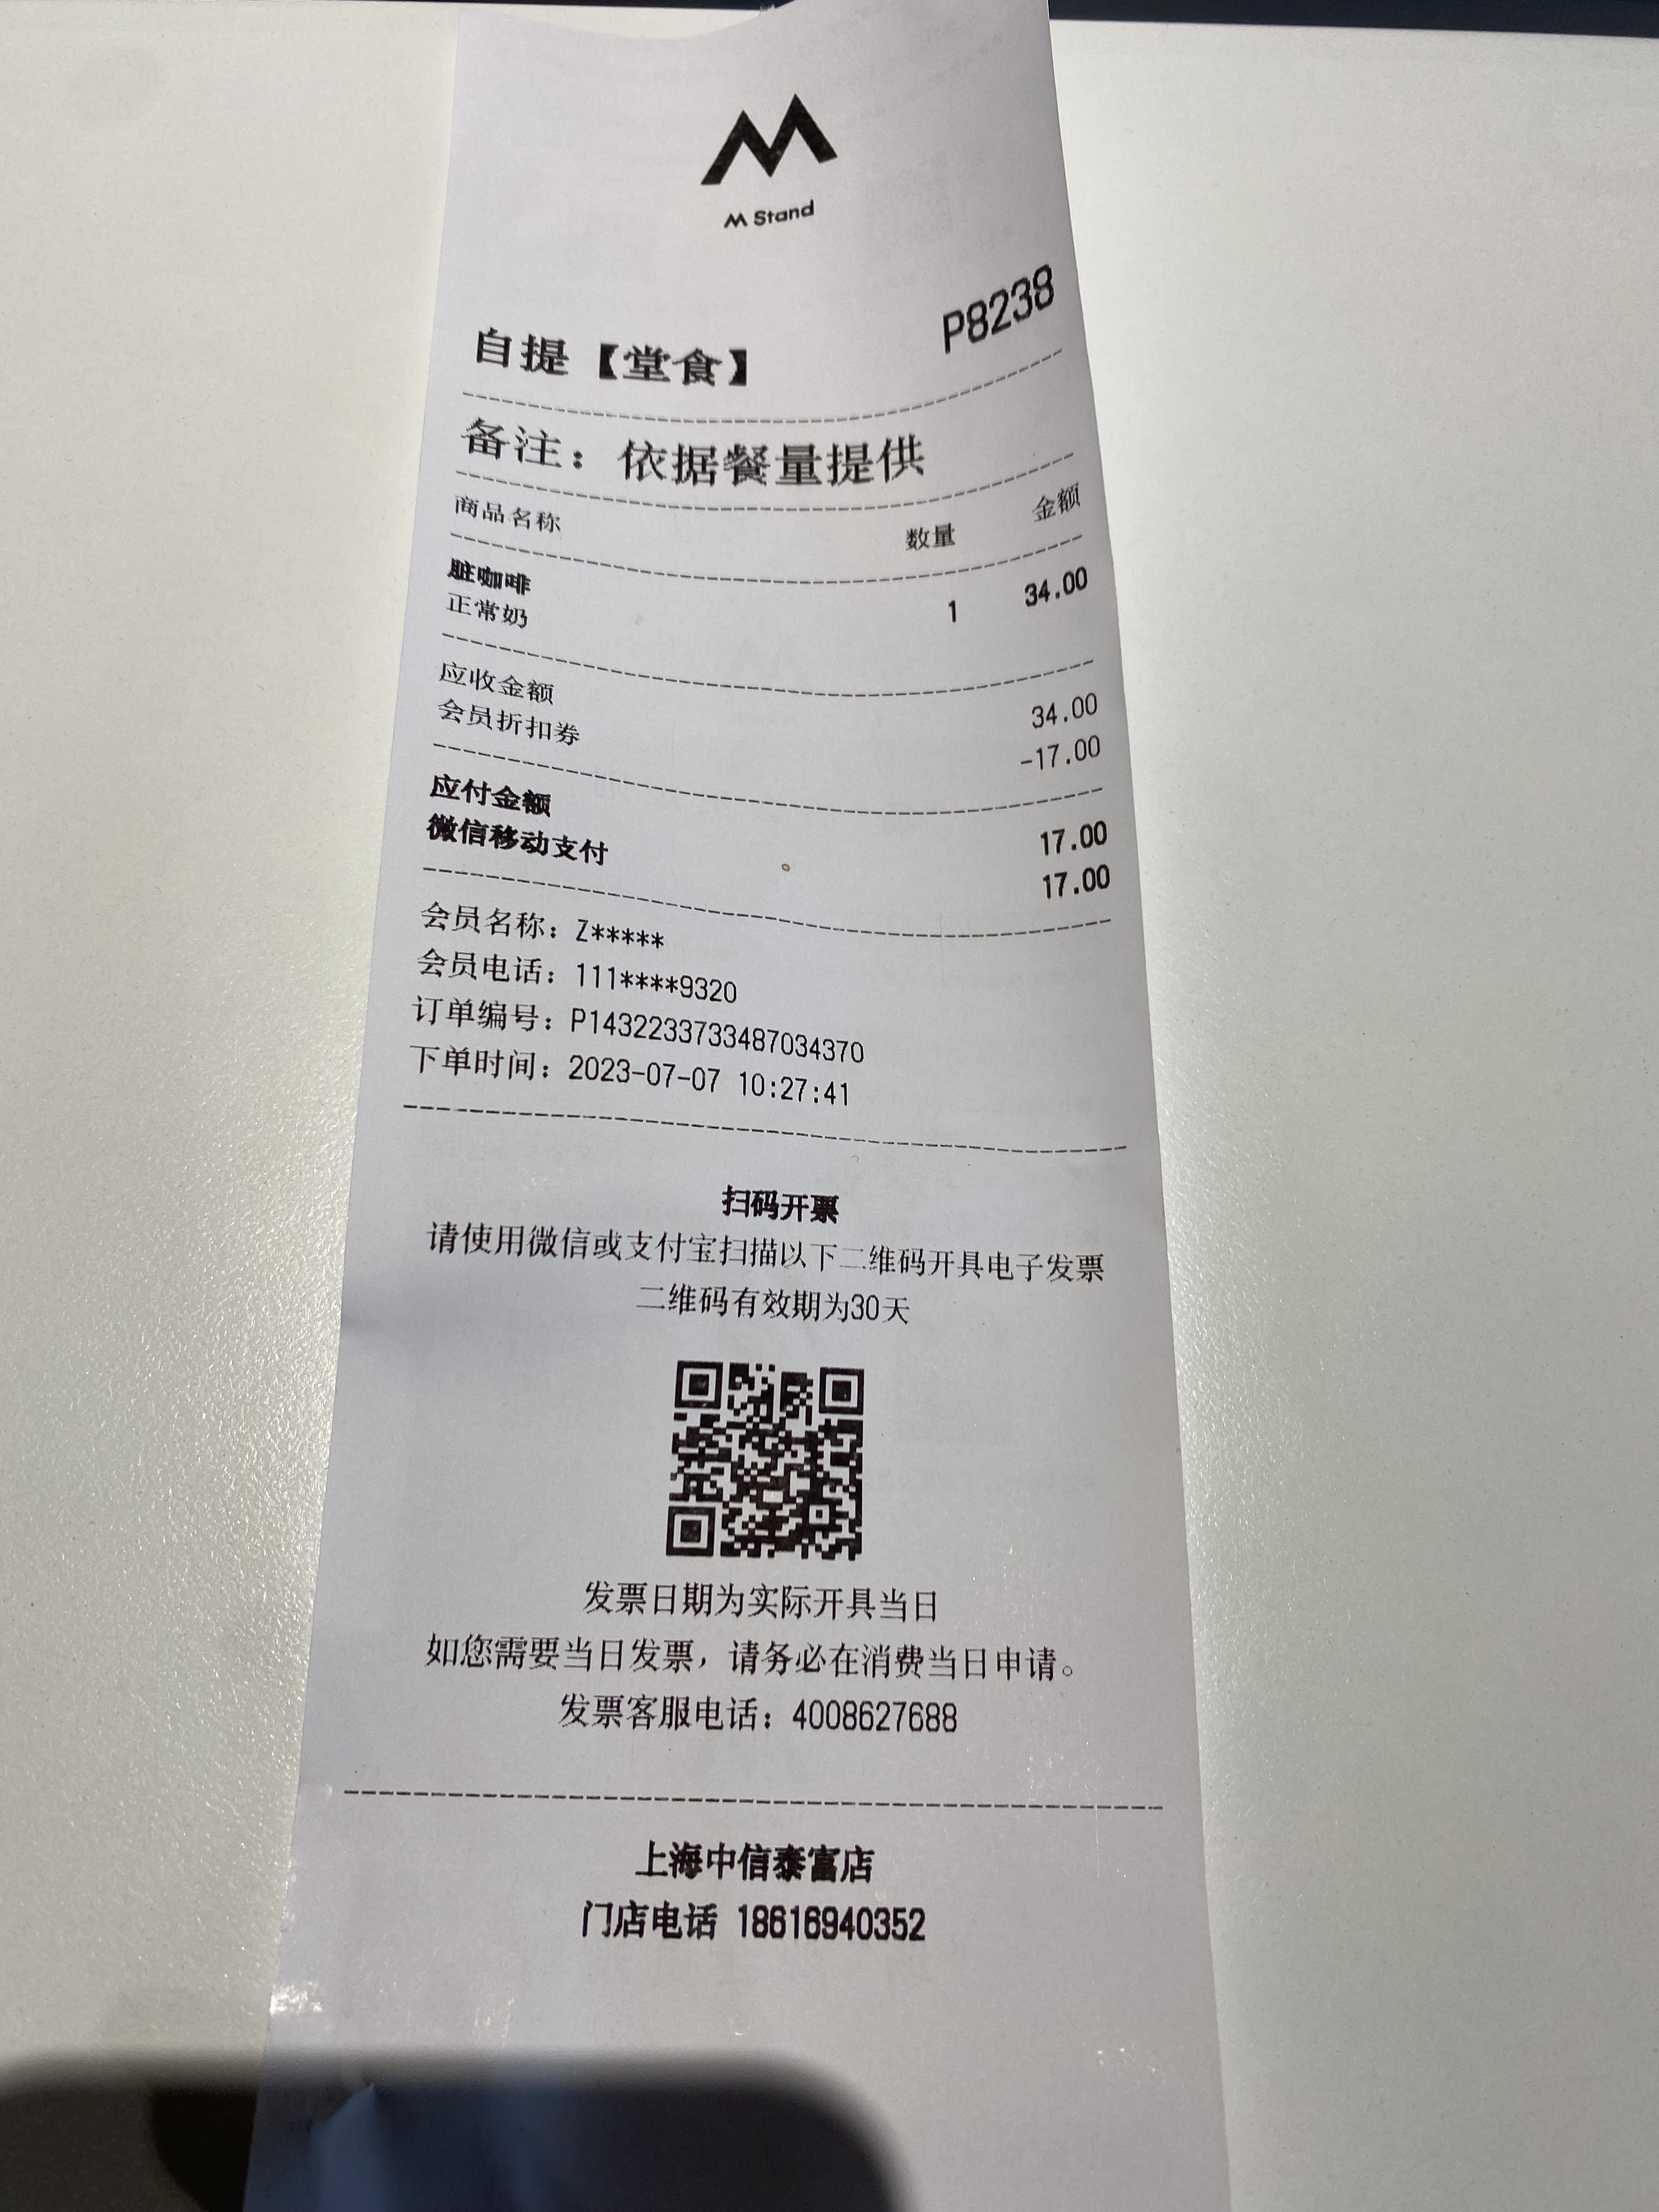 M Stand
P8238
自提【堂食】
备注：依据餐量提供
商品名称 数量 金额
脏咖啡 1 34.00
正常奶
应收金额 34.00
会员折扣券 -17.00
应付金额 17.00
微信移动支付 17.00
会员名称：Z*****
会员电话：111****9320
订单编号：P1432233733487034370
下单时间：2023-07-07 10:27:41
扫码开票
请使用微信或支付宝扫描以下二维码开具电子发票
二维码有效期为30天
发票日期为实际开具当日
如您需要当日发票，请务必在消费当日申请。
发票客服电话：4008627688
上海中信泰富店
门店电话 18616940352